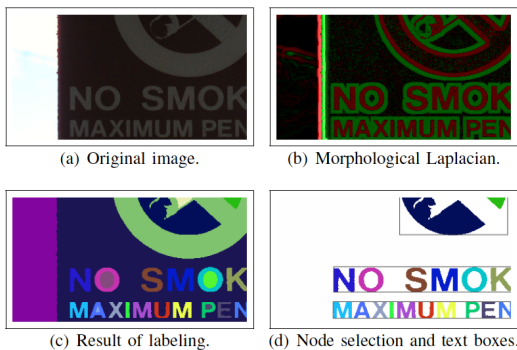 NO SMOK
MAXIMUM PEN
(a) Original image.
NO SMOK
MAXIMUM PEN
(b) Morphological Laplacian.
NO SMOK
MAXIMUM PEN
(c) Result of labeling.
NO SMOK
MAXIMUM PEN
(d) Node selection and text boxes.